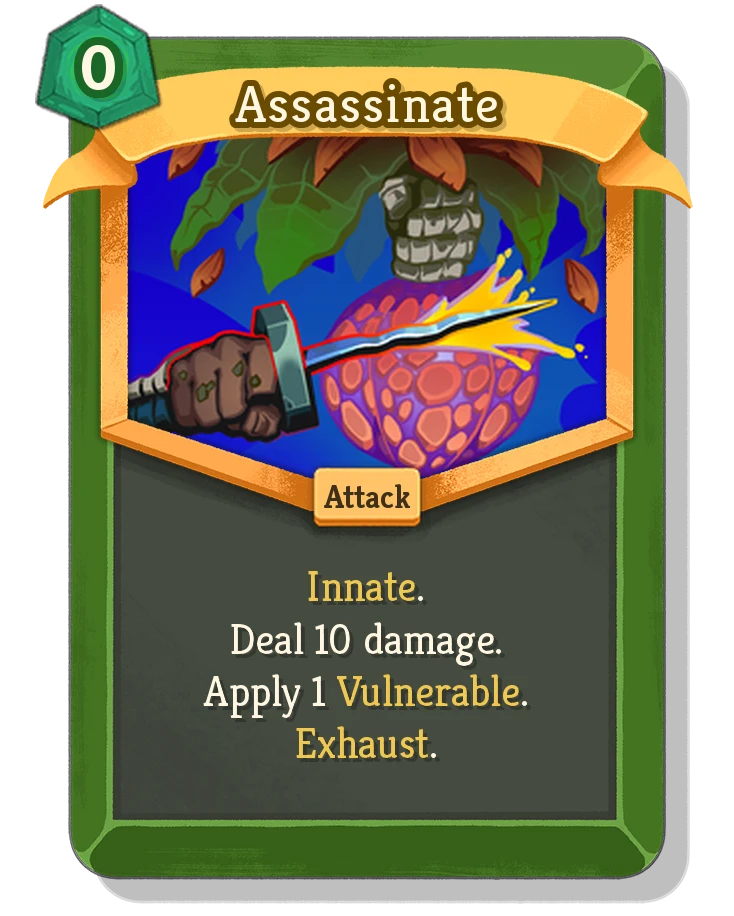 0
Assassinate
Attack
Innate.
Deal 10 damage.
Apply 1 Vulnerable.
Exhaust.